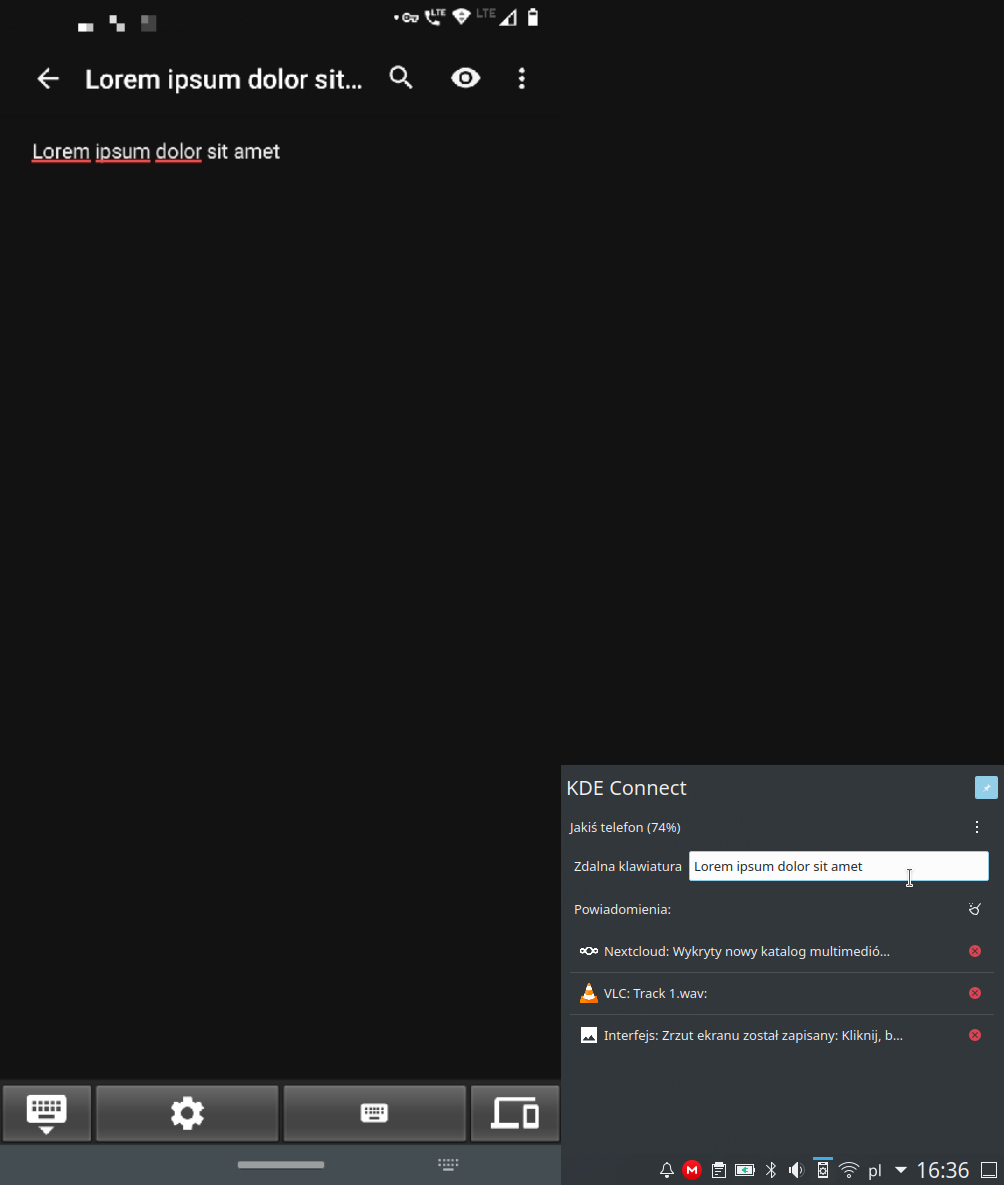 LTE LTE
Lorem ipsum dolor sit...
Lorem ipsum dolor sit amet
KDE Connect
Jakiś telefon (74%)
Zdalna klawiatura Lorem ipsum dolor sit amet
Powiadomienia:
Nextcloud: Wykryty nowy katalog multimedió...
VLC: Track 1.wav:
Interfejs: Zrzut ekranu został zapisany: Kliknij, b...
M pl 16:36